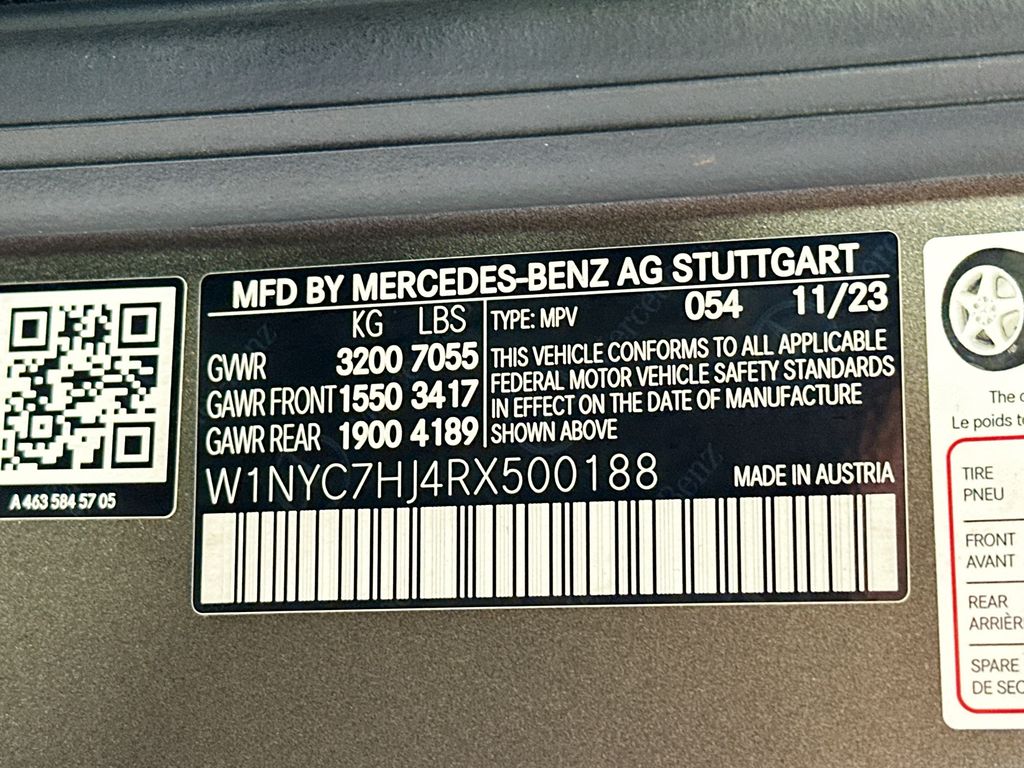 MFD BY MERCEDES-BENZ AG STUTTGART
KG LBS
GVWR 3200 7055
GAWR FRONT 1550 3417
GAWR REAR 1900 4189
TYPE: MPV 054 11/23
THIS VEHICLE CONFORMS TO ALL APPLICABLE
FEDERAL MOTOR VEHICLE SAFETY STANDARDS
IN EFFECT ON THE DATE OF MANUFACTURE
SHOWN ABOVE
W1NYC7HJ4RX500188 MADE IN AUSTRIA
A 463 584 57 05
The
Le poids
TIRE
PNEU
FRONT
AVANT
REAR
SPARE
DE